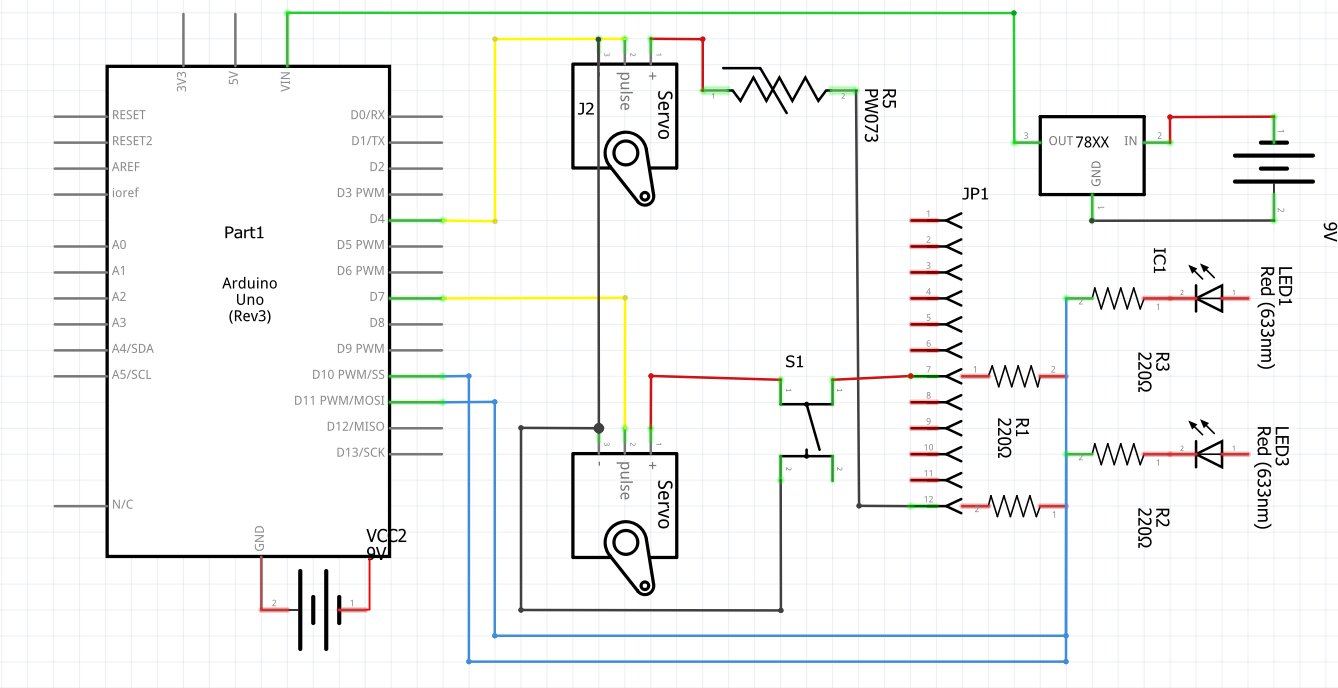 3V3
5V
VIN
RESET
RESET2
AREF
ioref
A0
A1
A2
A3
A4/SDA
A5/SCL
N/C
D0/RX
D1/TX
D2
D3 PWM
D4
D5 PWM
D6 PWM
D7
D8
D9 PWM
D10 PWM/SS
D11 PWM/MOSI
D12/MISO
D13/SCK
GND
Part1
Arduino
Uno
(Rev3)
VCC2
9V
2
1
3
2
1
J2
pulse
+
Servo
1
2
R5
PW073
3
2
1
-
pulse
+
Servo
S1
1
1
2
2
JP1
1
2
3
4
5
6
7
8
9
10
11
12
1
2
R1
220Ω
2
1
3
OUT
78XX
IN
2
GND
1
IC1
1
2
9V
2
1
2
1
LED1
Red (633nm)
R3
220Ω
2
1
2
1
LED3
Red (633nm)
R2
220Ω